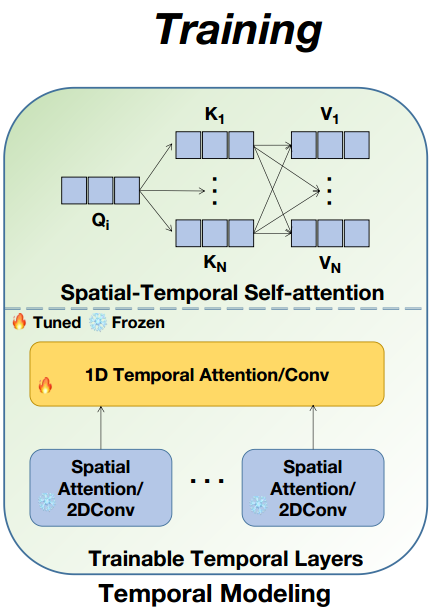 Training
K1 V1
Qi
KN VN
Spatial-Temporal Self-attention
Tuned Frozen
1D Temporal Attention/Conv
Spatial Attention/ 2DConv
. . .
Spatial Attention/ 2DConv
Trainable Temporal Layers
Temporal Modeling